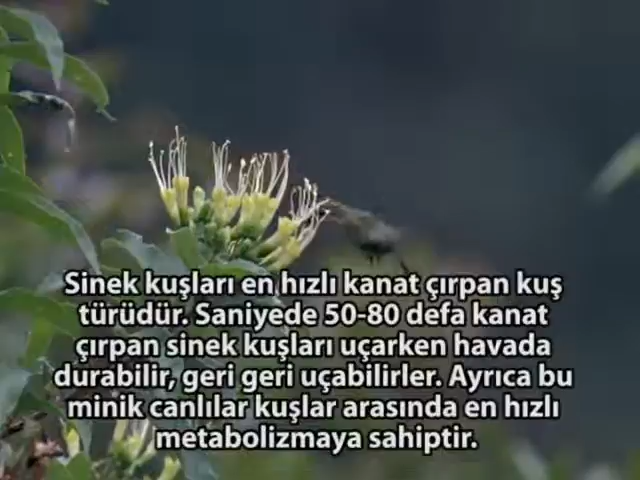 Sinek kuşları en hızlı kanat çırpan kuş
türüdür. Saniyede 50-80 defa kanat
çırpan sinek kuşları uçarken havada
durabilir, geri geri uçabilirler. Ayrıca bu
minik canlılar kuşlar arasında en hızlı
metabolizmaya sahiptir.